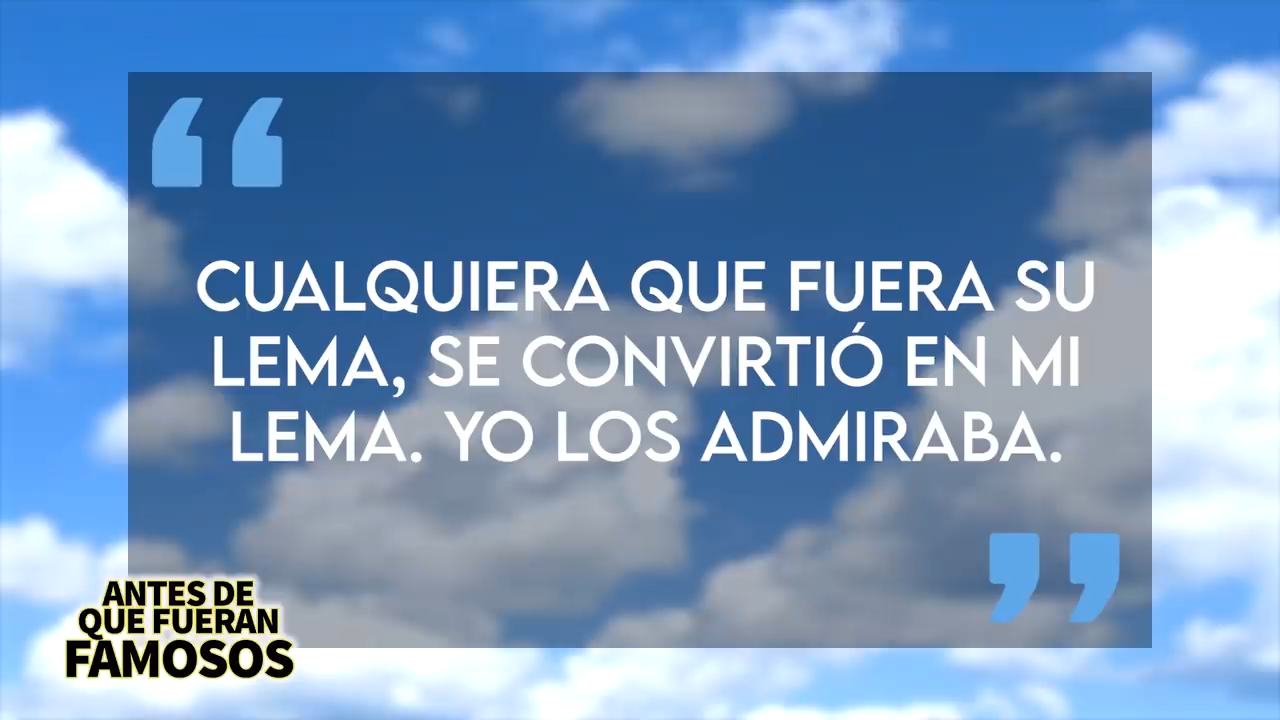 CUALQUIERA QUE FUERA SU
LEMA, SE CONVIRTIÓ EN MI
LEMA. YO LOS ADMIRABA.
ANTES DE
QUE FUERAN
FAMOSOS